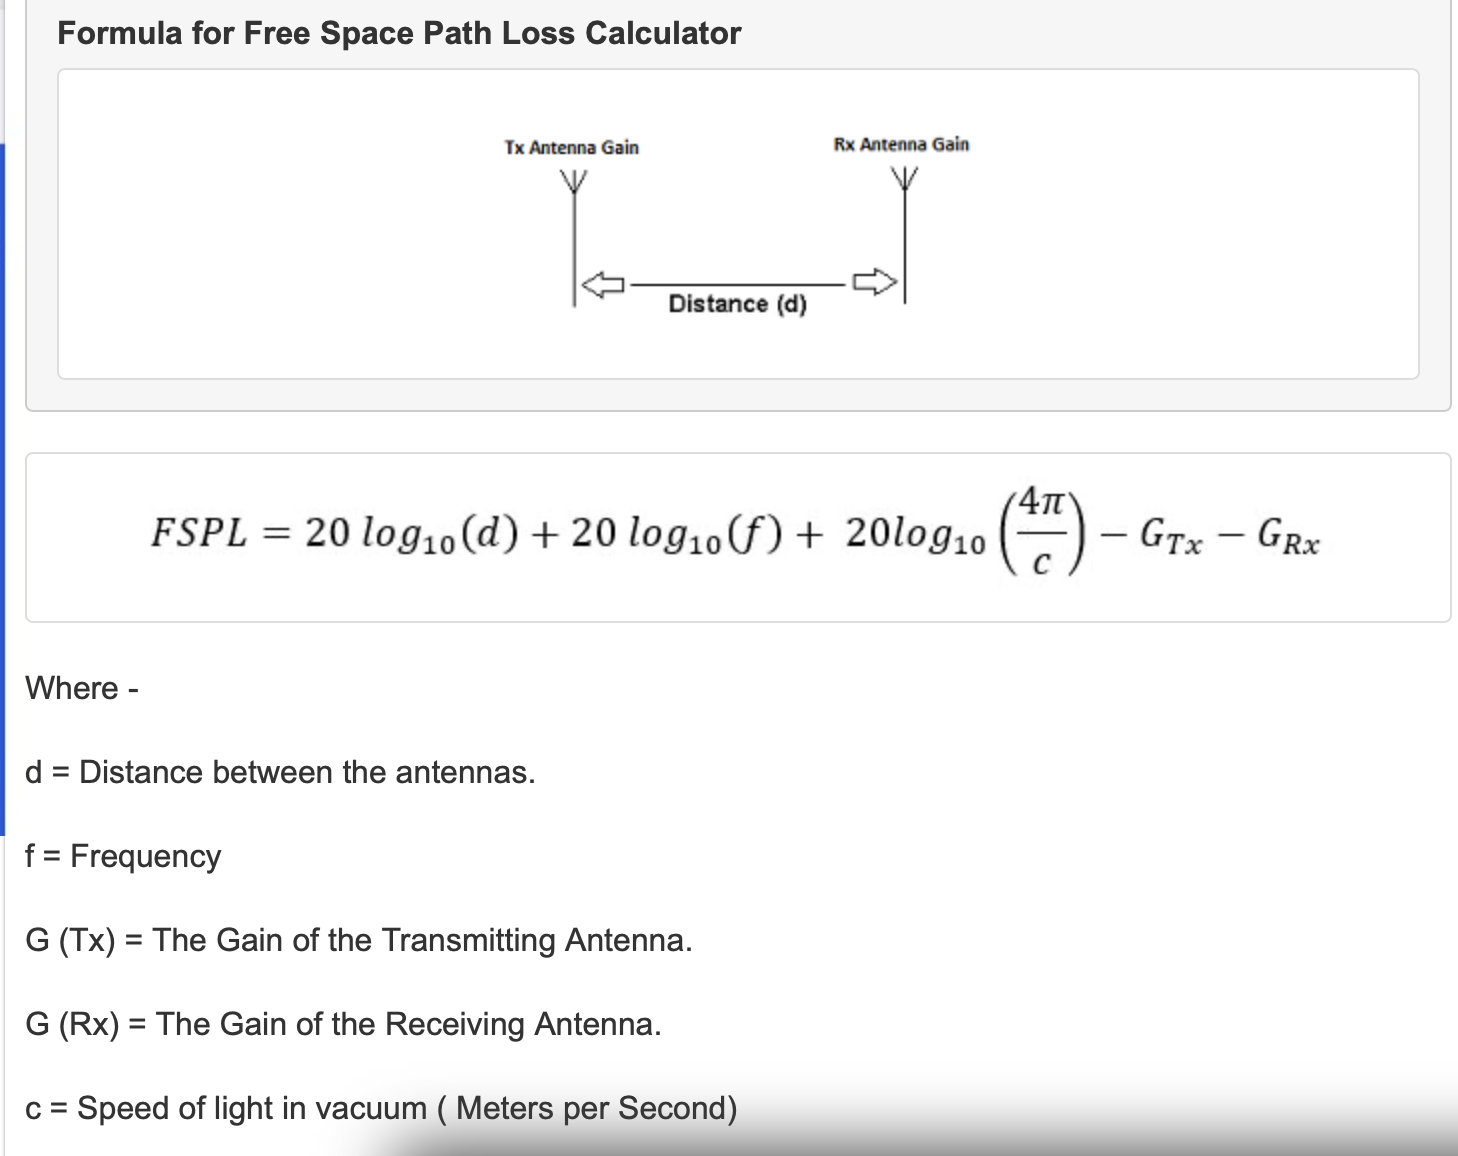 Formula for Free Space Path Loss Calculator
Tx Antenna Gain
Rx Antenna Gain
Distance (d)
FSPL = 20 log₁₀(d) + 20 log₁₀(f) + 20log₁₀(4π/c) − G_Tx − G_Rx
Where -
d = Distance between the antennas.
f = Frequency
G (Tx) = The Gain of the Transmitting Antenna.
G (Rx) = The Gain of the Receiving Antenna.
c = Speed of light in vacuum ( Meters per Second)